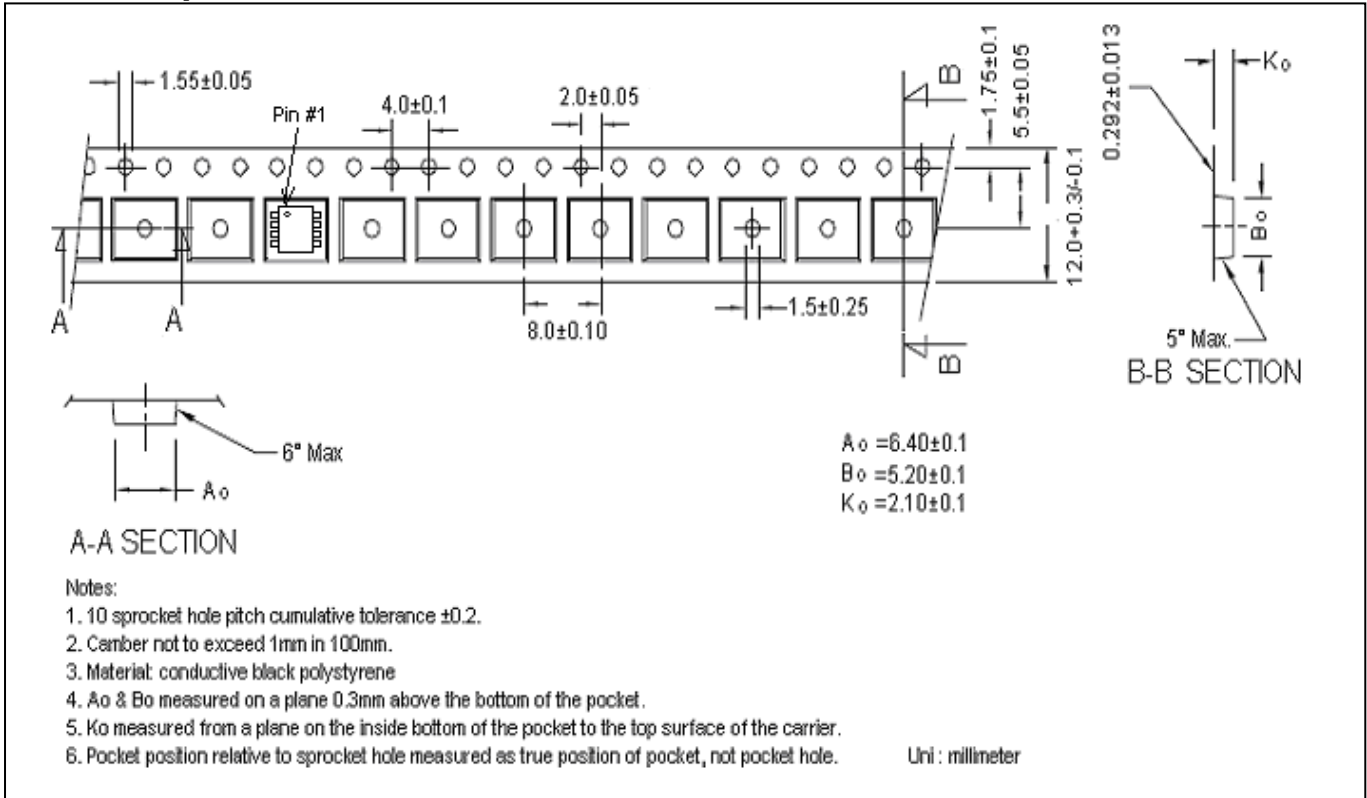 1.55±0.05
Pin #1
4.0±0.1
2.0±0.05
B
1.75±0.1
5.5±0.05
12.0+0.3/-0.1
A
A
8.0±0.10
1.5±0.25
B
0.292±0.013
Ko
Bo
5° Max.
B-B SECTION
6° Max
Ao
A-A SECTION
Ao =6.40±0.1
Bo =5.20±0.1
Ko =2.10±0.1
Notes:
1. 10 sprocket hole pitch cumulative tolerance ±0.2.
2. Camber not to exceed 1mm in 100mm.
3. Material: conductive black polystyrene
4. Ao & Bo measured on a plane 0.3mm above the bottom of the pocket.
5. Ko measured from a plane on the inside bottom of the pocket to the top surface of the carrier.
6. Pocket position relative to sprocket hole measured as true position of pocket, not pocket hole. Uni : millimeter